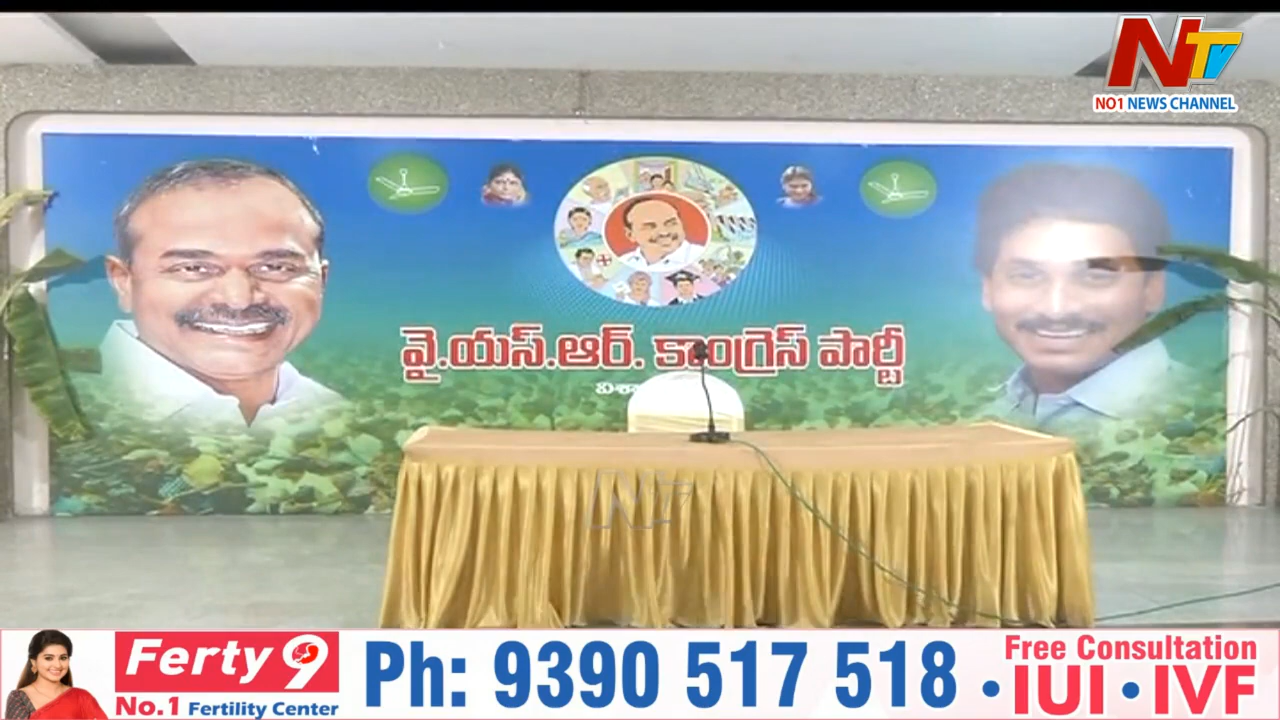 NTV
NO1 NEWS CHANNEL
వై.యస్.ఆర్. కాంగ్రెస్ పార్టీ
NTV
Ferty9
No.1 Fertility Center
Ph: 9390 517 518
Free Consultation
• IUI • IVF